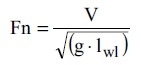 Fn = V / √(g · l_wl)